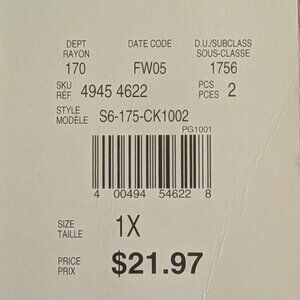 DEPT DATE CODE D.U./SUBCLASS
RAYON SOUS-CLASSE
170 FW05 1756
SKU PCS
REF 4945 4622 PCES 2
STYLE
MODÈLE S6-175-CK1002
PG1001
4 00494 54622 8
SIZE
TAILLE 1X
PRICE
PRIX $21.97